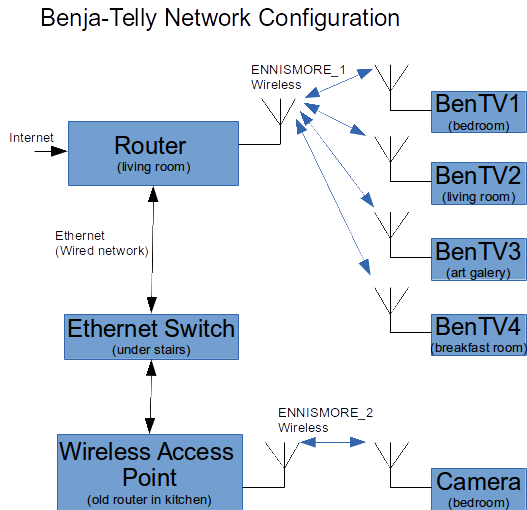 Benja-Telly Network Configuration
ENNISMORE_1
Wireless
BenTV1
(bedroom)
Internet
Router
(living room)
BenTV2
(living room)
Ethernet
(Wired network)
BenTV3
(art galery)
Ethernet Switch
(under stairs)
BenTV4
(breakfast room)
ENNISMORE_2
Wireless
Wireless Access
Point
(old router in kitchen)
Camera
(bedroom)